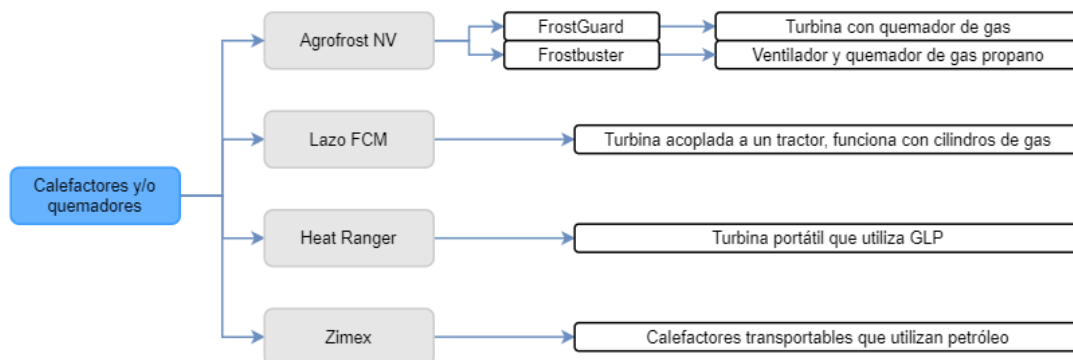 Agrofrost NV
FrostGuard
Turbina con quemador de gas
Frostbuster
Ventilador y quemador de gas propano
Lazo FCM
Turbina acoplada a un tractor, funciona con cilindros de gas
Calefactores y/o
quemadores
Heat Ranger
Turbina portátil que utiliza GLP
Zimex
Calefactores transportables que utilizan petróleo